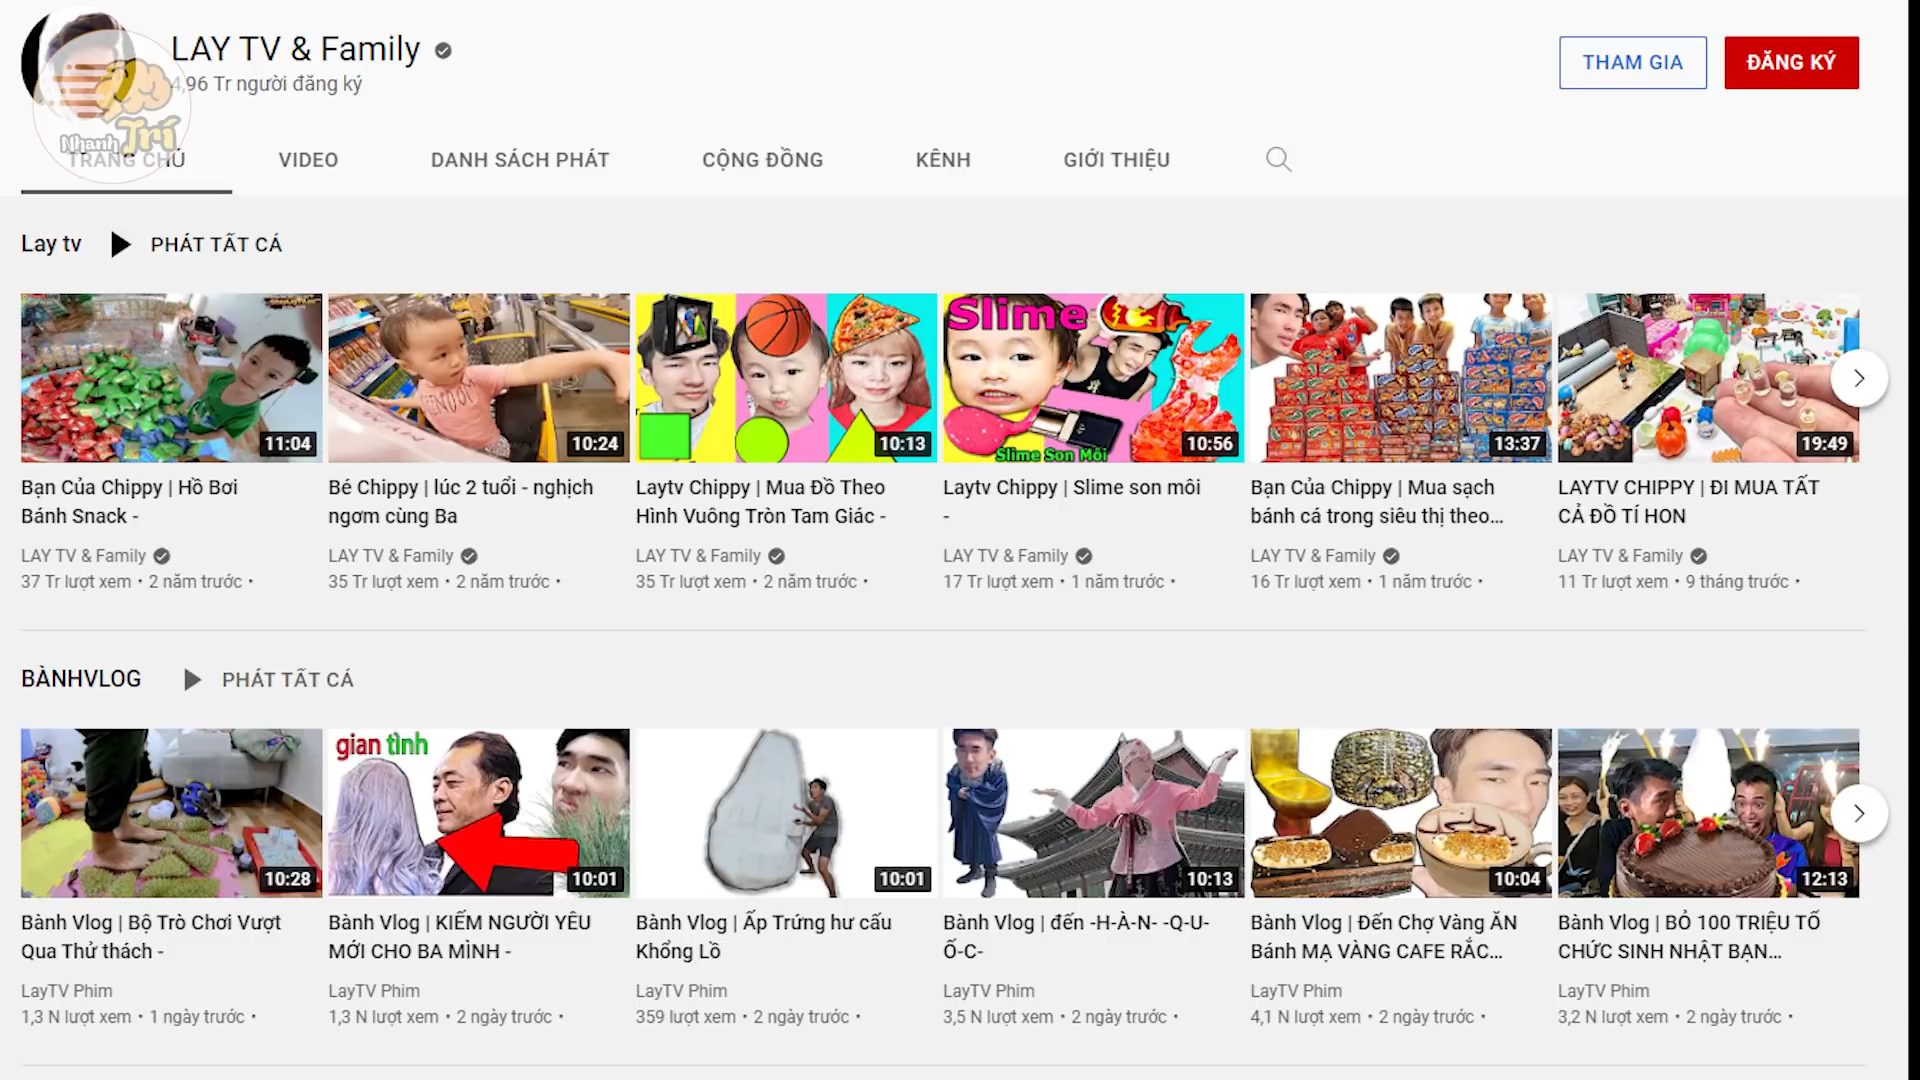 LAY TV & Family
4,96 Tr người đăng ký
THAM GIA
ĐĂNG KÝ
Nhanh Trí
TRANG CHỦ
VIDEO
DANH SÁCH PHÁT
CỘNG ĐỒNG
KÊNH
GIỚI THIỆU
Lay tv
PHÁT TẤT CẢ
11:04
10:24
10:13
Slime
Slime Son Môi
10:56
13:37
19:49
Bạn Của Chippy | Hồ Bơi
Bánh Snack -
LAY TV & Family
37 Tr lượt xem • 2 năm trước •
Bé Chippy | lúc 2 tuổi - nghịch
ngơm cùng Ba
LAY TV & Family
35 Tr lượt xem • 2 năm trước •
Laytv Chippy | Mua Đồ Theo
Hình Vuông Tròn Tam Giác -
LAY TV & Family
35 Tr lượt xem • 2 năm trước •
Laytv Chippy | Slime son môi
-
LAY TV & Family
17 Tr lượt xem • 1 năm trước •
Bạn Của Chippy | Mua sạch
bánh cá trong siêu thị theo...
LAY TV & Family
16 Tr lượt xem • 1 năm trước •
LAYTV CHIPPY | ĐI MUA TẤT
CẢ ĐỒ TÍ HON
LAY TV & Family
11 Tr lượt xem • 9 tháng trước •
BÀNHVLOG
PHÁT TẤT CẢ
10:28
gian tình
10:01
10:01
10:13
10:04
12:13
Bành Vlog | Bộ Trò Chơi Vượt
Qua Thử thách -
LayTV Phim
1,3 N lượt xem • 1 ngày trước •
Bành Vlog | KIẾM NGƯỜI YÊU
MỚI CHO BA MÌNH -
LayTV Phim
1,3 N lượt xem • 2 ngày trước •
Bành Vlog | Ấp Trứng hư cấu
Khổng Lồ
LayTV Phim
359 lượt xem • 2 ngày trước •
Bành Vlog | đến -H-À-N- -Q-U-
Ố-C-
LayTV Phim
3,5 N lượt xem • 2 ngày trước •
Bành Vlog | Đến Chợ Vàng ĂN
Bánh MẠ VÀNG CAFE RẮC...
LayTV Phim
4,1 N lượt xem • 2 ngày trước •
Bành Vlog | BỎ 100 TRIỆU TỔ
CHỨC SINH NHẬT BẠN...
LayTV Phim
3,2 N lượt xem • 2 ngày trước •